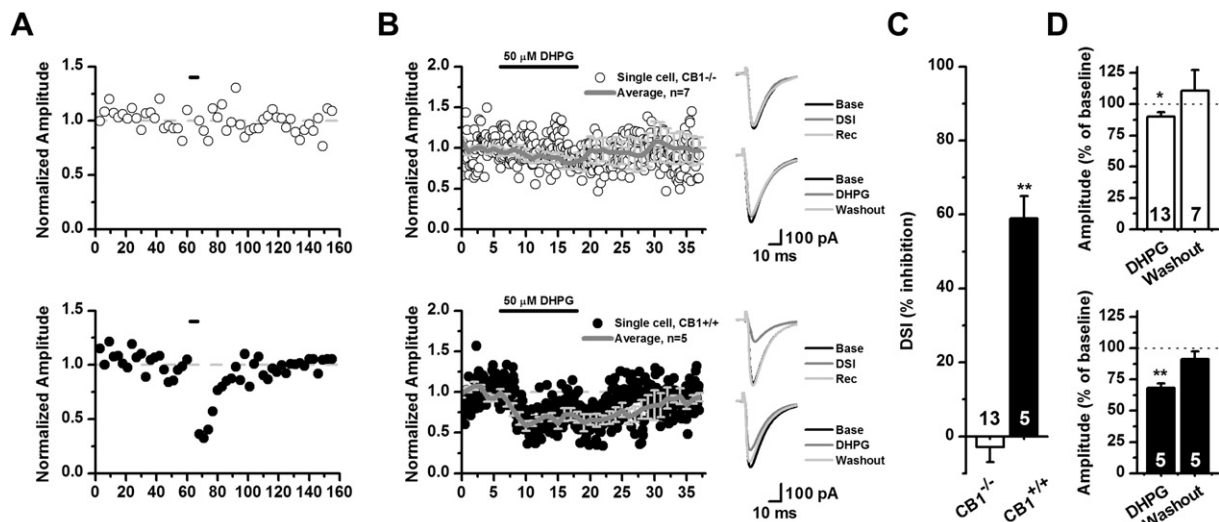 A
B
C
D
Normalized Amplitude
1.5
1.0
0.5
0.0
0 20 40 60 80 100 120 140 160
50 μM DHPG
Normalized Amplitude
2.0
1.5
1.0
0.5
0.0
0 5 10 15 20 25 30 35
Single cell, CB1-/-
Average, n=7
Base
DSI
Rec
Base
DHPG
Washout
100 pA
10 ms
Normalized Amplitude
1.5
1.0
0.5
0.0
0 20 40 60 80 100 120 140 160
50 μM DHPG
Normalized Amplitude
2.0
1.5
1.0
0.5
0.0
0 5 10 15 20 25 30 35
Single cell, CB1+/+
Average, n=5
Base
DSI
Rec
Base
DHPG
Washout
100 pA
10 ms
DSI (% inhibition)
100
80
60
40
20
0
**
13
5
CB1-/-
CB1+/+
Amplitude (% of baseline)
125
100
75
50
25
0
*
13
7
DHPG
Washout
Amplitude (% of baseline)
125
100
75
50
25
0
**
5
5
DHPG
Washout